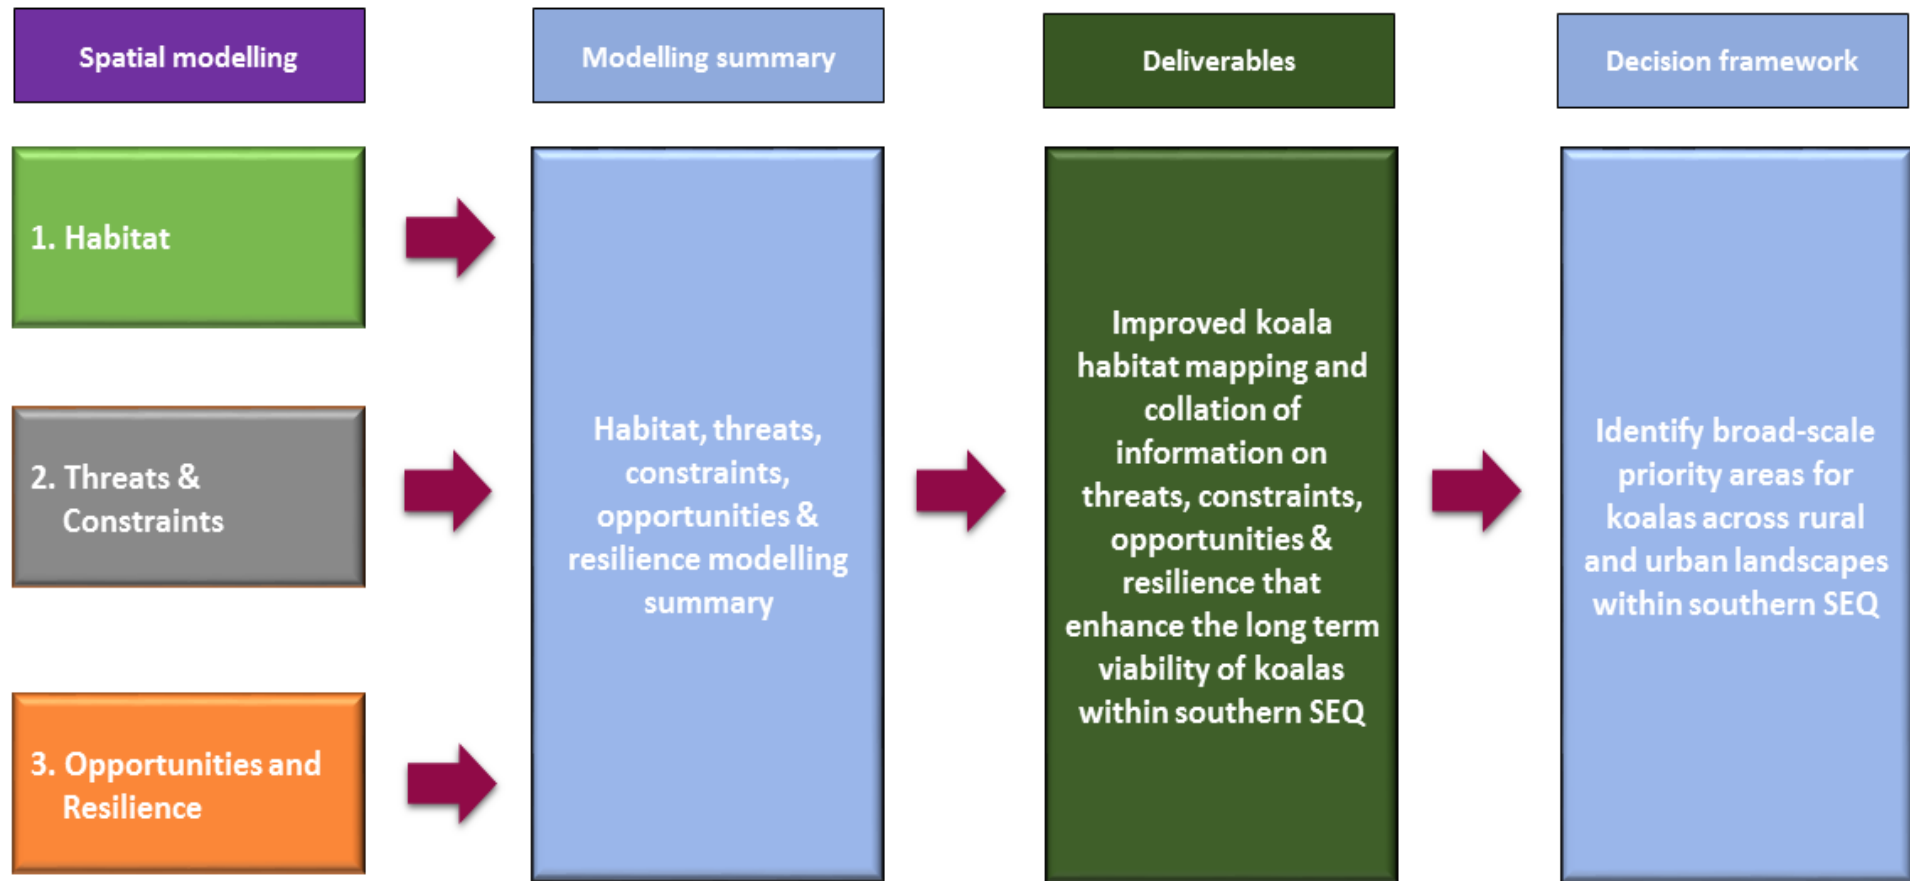 Spatial modelling
Modelling summary
Deliverables
Decision framework
1. Habitat
2. Threats &
Constraints
3. Opportunities and
Resilience
Habitat, threats,
constraints,
opportunities &
resilience modelling
summary
Improved koala
habitat mapping and
collation of
information on
threats, constraints,
opportunities &
resilience that
enhance the long term
viability of koalas
within southern SEQ
Identify broad-scale
priority areas for
koalas across rural
and urban landscapes
within southern SEQ